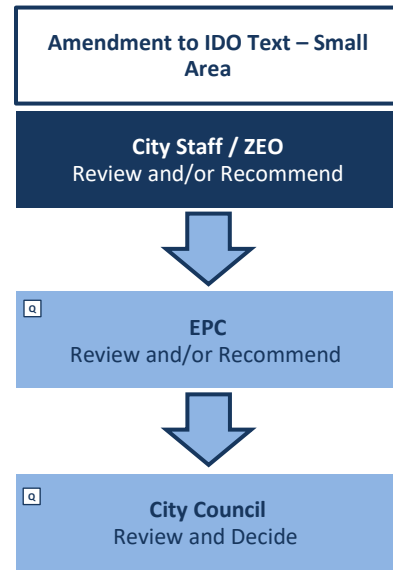 Amendment to IDO Text – Small
Area
City Staff / ZEO
Review and/or Recommend
Q
EPC
Review and/or Recommend
Q
City Council
Review and Decide